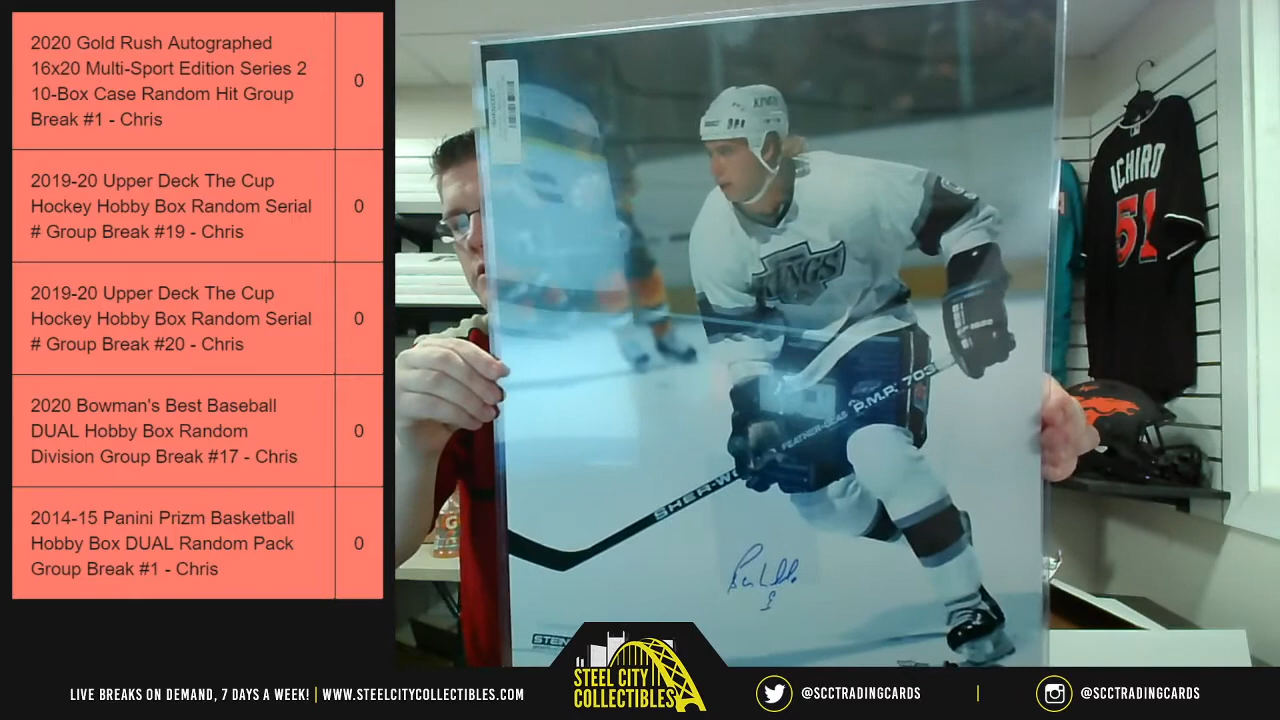 2020 Gold Rush Autographed
16x20 Multi-Sport Edition Series 2
10-Box Case Random Hit Group
Break #1 - Chris
0
2019-20 Upper Deck The Cup
Hockey Hobby Box Random Serial
# Group Break #19 - Chris
0
2019-20 Upper Deck The Cup
Hockey Hobby Box Random Serial
# Group Break #20 - Chris
0
2020 Bowman's Best Baseball
DUAL Hobby Box Random
Division Group Break #17 - Chris
0
2014-15 Panini Prizm Basketball
Hobby Box DUAL Random Pack
Group Break #1 - Chris
0
KINGS
KINGS
FEATHER-GLAS P.M.P. 703
ICHIRO
51
STEEL CITY
COLLECTIBLES
LIVE BREAKS ON DEMAND, 7 DAYS A WEEK! | WWW.STEELCITYCOLLECTIBLES.COM
@SCCTRADINGCARDS | @SCCTRADINGCARDS